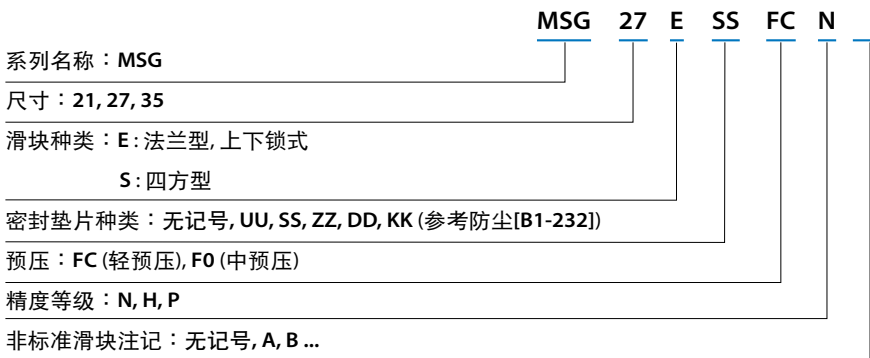 MSG 27 E SS FC N
系列名称：MSG
尺寸：21, 27, 35
滑块种类：E : 法兰型, 上下锁式
S : 四方型
密封垫片种类：无记号, UU, SS, ZZ, DD, KK (参考防尘[B1-232])
预压：FC (轻预压), F0 (中预压)
精度等级：N, H, P
非标准滑块注记：无记号, A, B ...